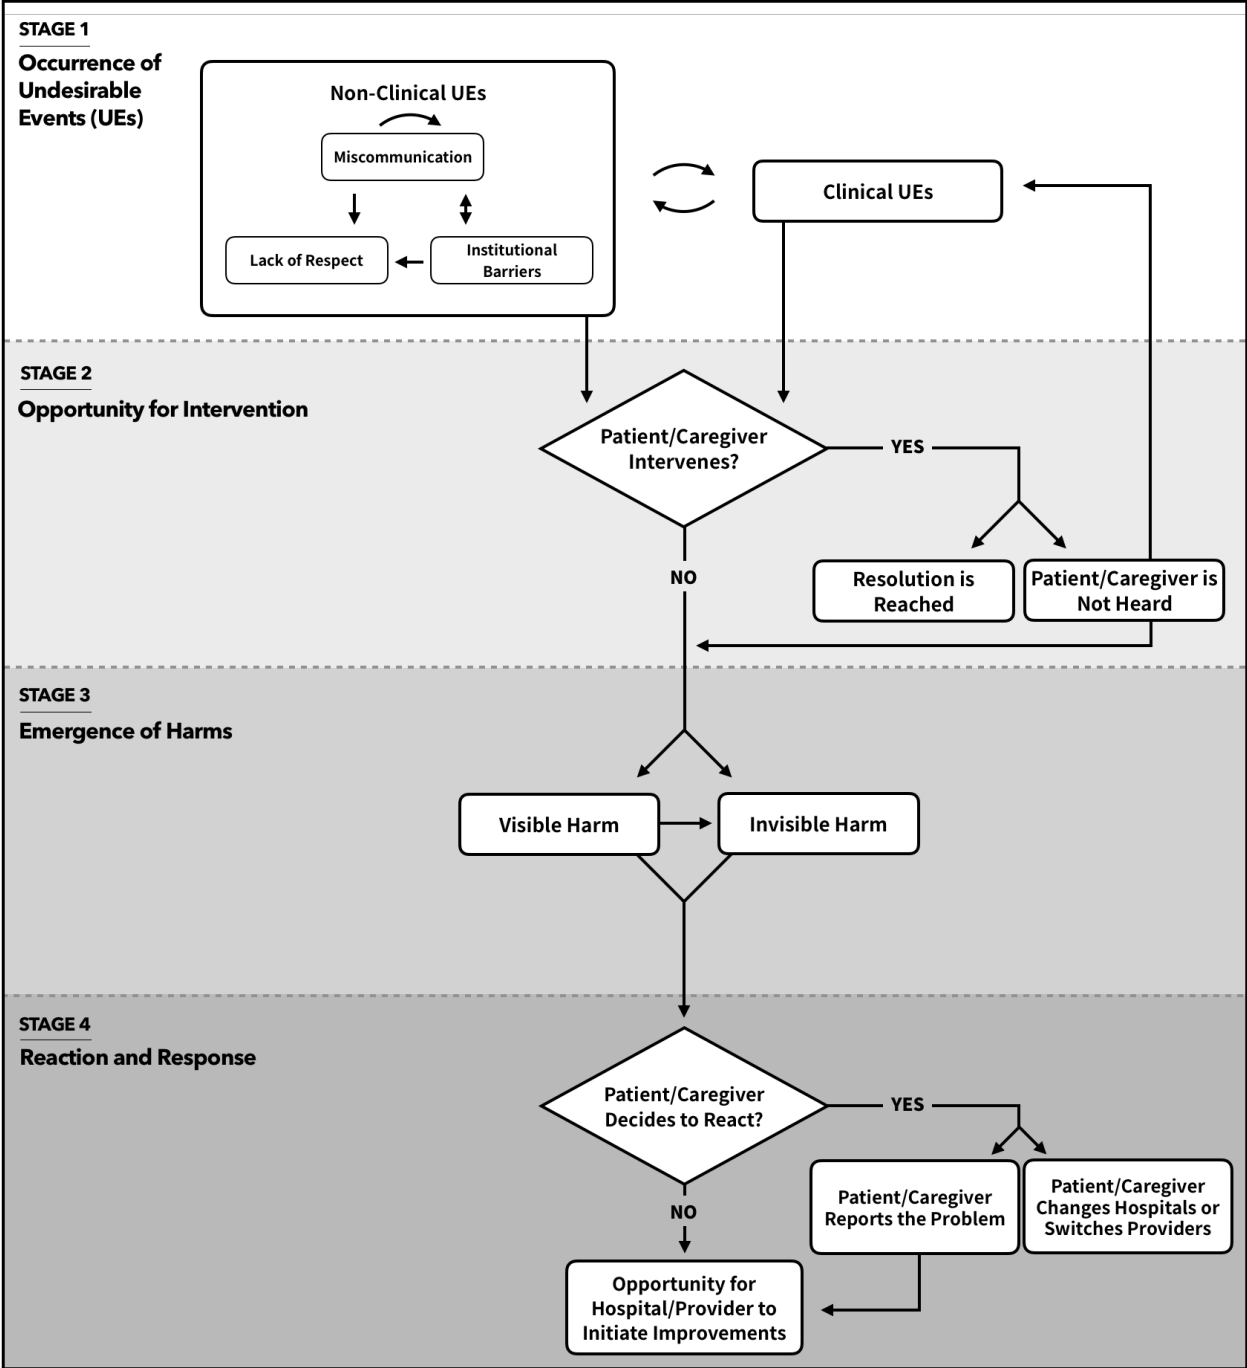 STAGE 1
Occurrence of
Undesirable
Events (UEs)
Non-Clinical UEs
Miscommunication
Lack of Respect
Institutional
Barriers
Clinical UEs
STAGE 2
Opportunity for Intervention
Patient/Caregiver
Intervenes?
YES
NO
Resolution is
Reached
Patient/Caregiver is
Not Heard
STAGE 3
Emergence of Harms
Visible Harm
Invisible Harm
STAGE 4
Reaction and Response
Patient/Caregiver
Decides to React?
YES
NO
Patient/Caregiver
Reports the Problem
Patient/Caregiver
Changes Hospitals or
Switches Providers
Opportunity for
Hospital/Provider to
Initiate Improvements